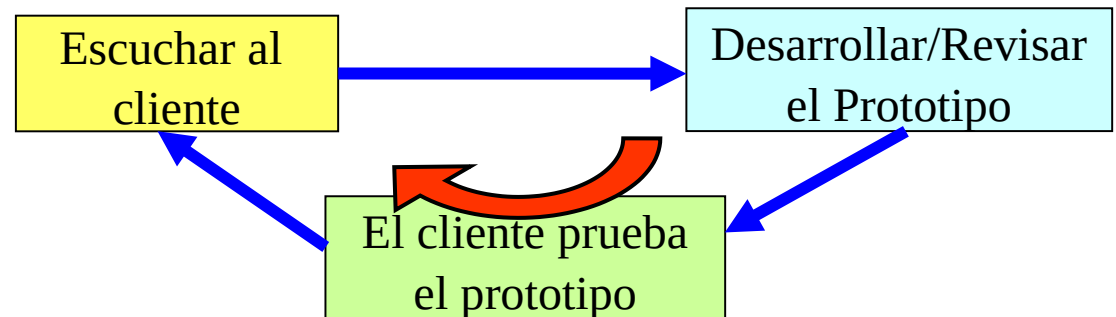 Escuchar al
cliente
Desarrollar/Revisar
el Prototipo
El cliente prueba
el prototipo